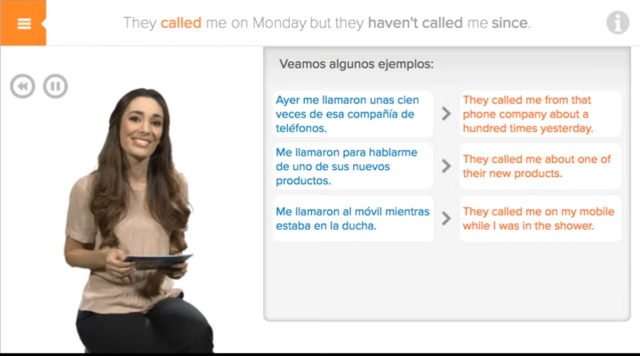 They called me on Monday but they haven't called me since.
Veamos algunos ejemplos:
Ayer me llamaron unas cien
veces de esa compañía de
teléfonos.
They called me from that
phone company about a
hundred times yesterday.
Me llamaron para hablarme
de uno de sus nuevos
productos.
They called me about one of
their new products.
Me llamaron al móvil mientras
estaba en la ducha.
They called me on my mobile
while I was in the shower.